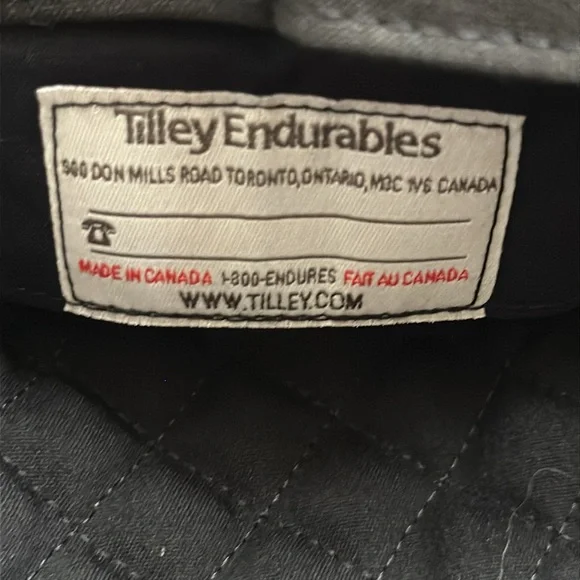 Tilley Endurables
900 DON MILLS ROAD TORONTO, ONTARIO, M3C 1V6 CANADA
MADE IN CANADA 1-800-ENDURES FAIT AU CANADA
WWW.TILLEY.COM